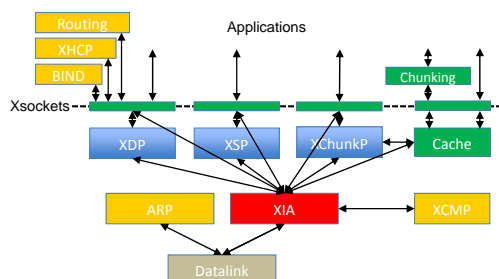 Routing
Applications
XHCP
BIND
Chunking
Xsockets
XDP
XSP
XChunkP
Cache
ARP
XIA
XCMP
Datalink